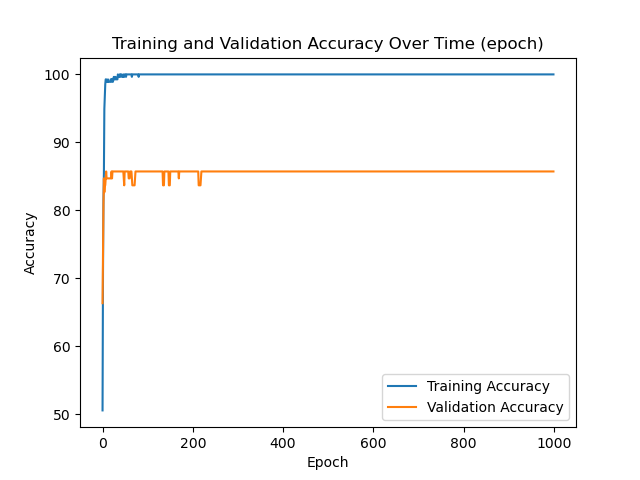 Training and Validation Accuracy Over Time (epoch)
100
90
80
70
60
50
Accuracy
Training Accuracy
Validation Accuracy
0
200
400
600
800
1000
Epoch